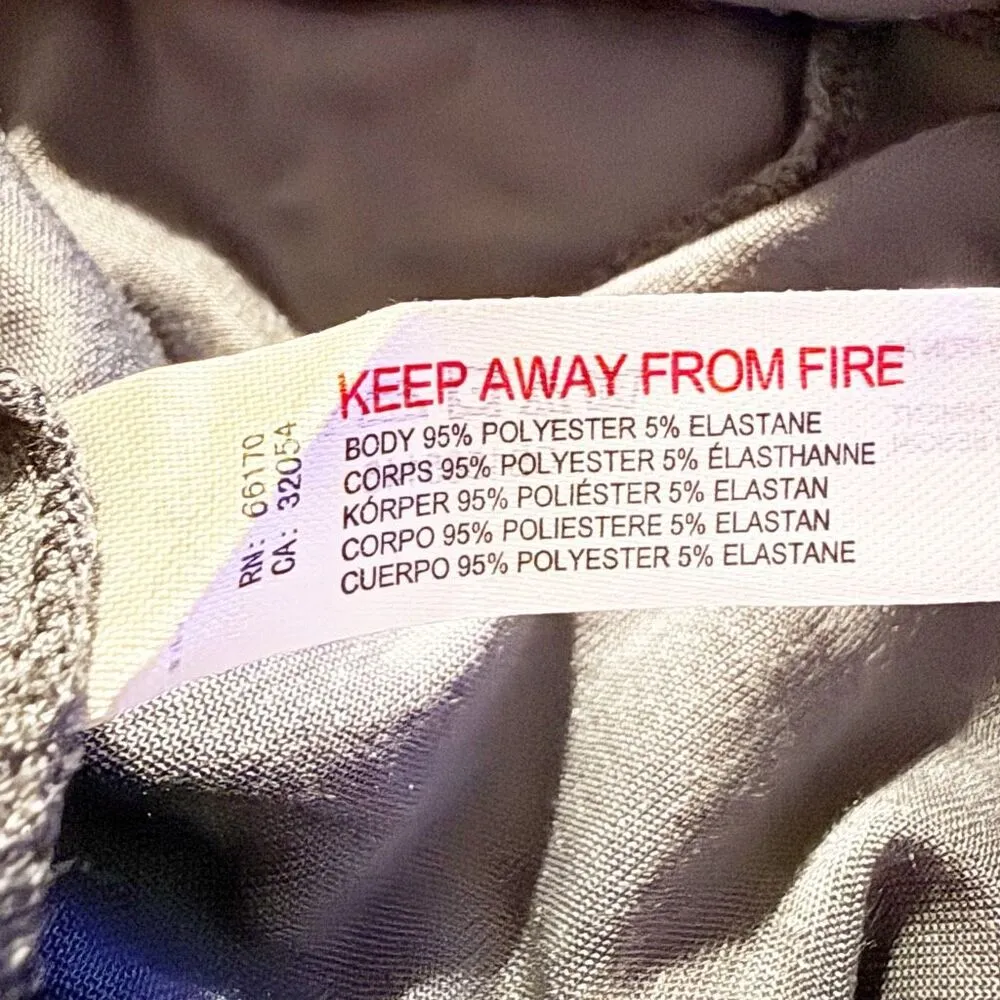 KEEP AWAY FROM FIRE
BODY 95% POLYESTER 5% ELASTANE
CORPS 95% POLYESTER 5% ÉLASTHANNE
KÓRPER 95% POLIÉSTER 5% ELASTAN
CORPO 95% POLIESTERE 5% ELASTAN
CUERPO 95% POLYESTER 5% ELASTANE
RN: 66170
CA: 32054